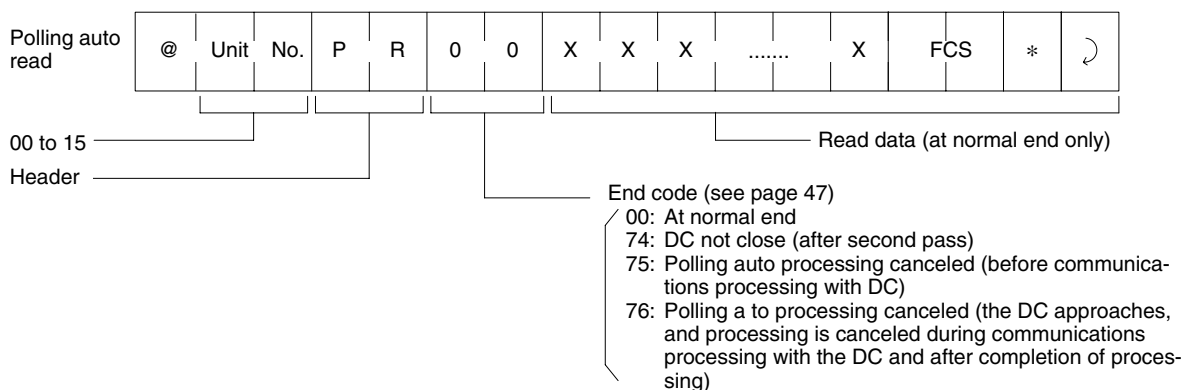 Polling auto
read
@ Unit No. P R 0 0 X X X ....... X FCS *
00 to 15
Read data (at normal end only)
Header
End code (see page 47)
00: At normal end
74: DC not close (after second pass)
75: Polling auto processing canceled (before communica-
tions processing with DC)
76: Polling a to processing canceled (the DC approaches,
and processing is canceled during communications
processing with the DC and after completion of proces-
sing)